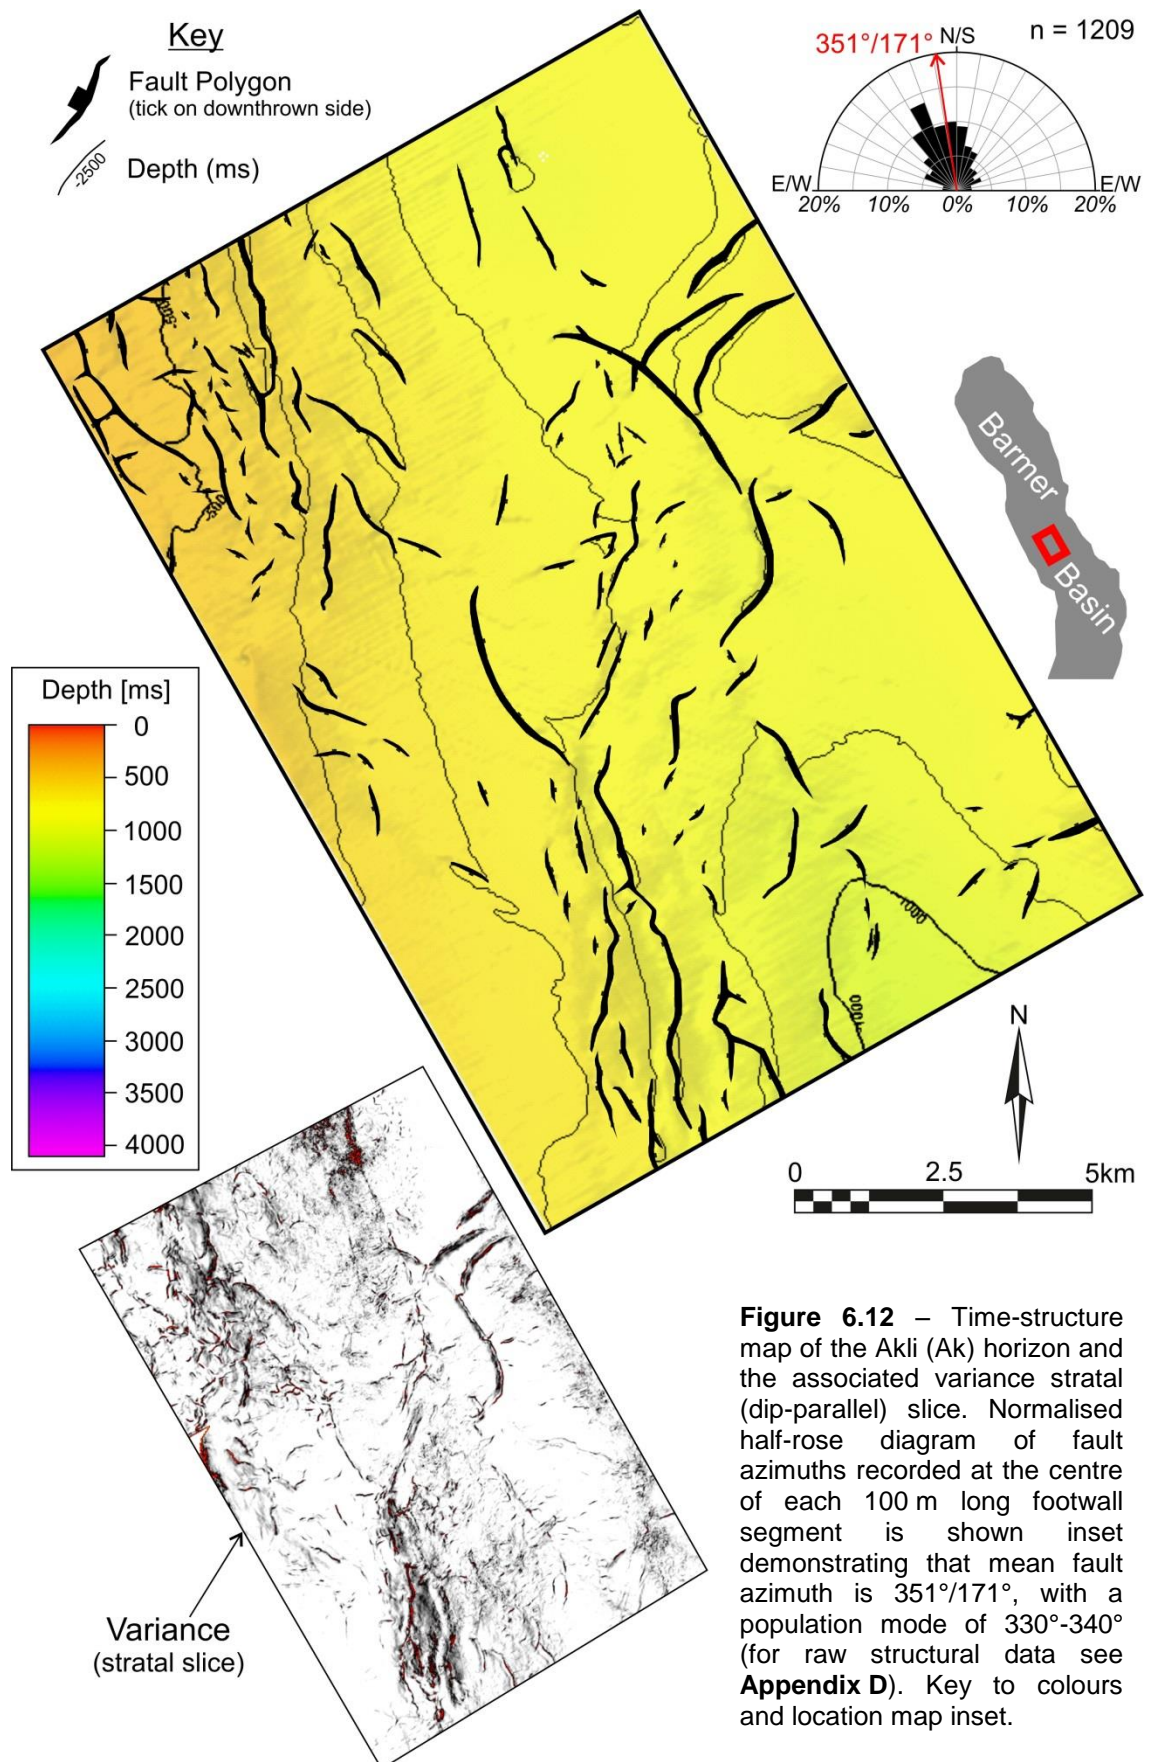 Key
Fault Polygon
(tick on downthrown side)
-2500
Depth (ms)
351°/171°
N/S
n = 1209
E/W
E/W
20%
10%
0%
10%
20%
-500
-500
Barmer
Basin
Depth [ms]
0
500
1000
1500
2000
2500
3000
3500
4000
-1000
-1000
N
0
2.5
5km
Variance
(stratal slice)
Figure 6.12 – Time-structure
map of the Akli (Ak) horizon and
the associated variance stratal
(dip-parallel) slice. Normalised
half-rose diagram of fault
azimuths recorded at the centre
of each 100 m long footwall
segment is shown inset
demonstrating that mean fault
azimuth is 351°/171°, with a
population mode of 330°-340°
(for raw structural data see
Appendix D). Key to colours
and location map inset.